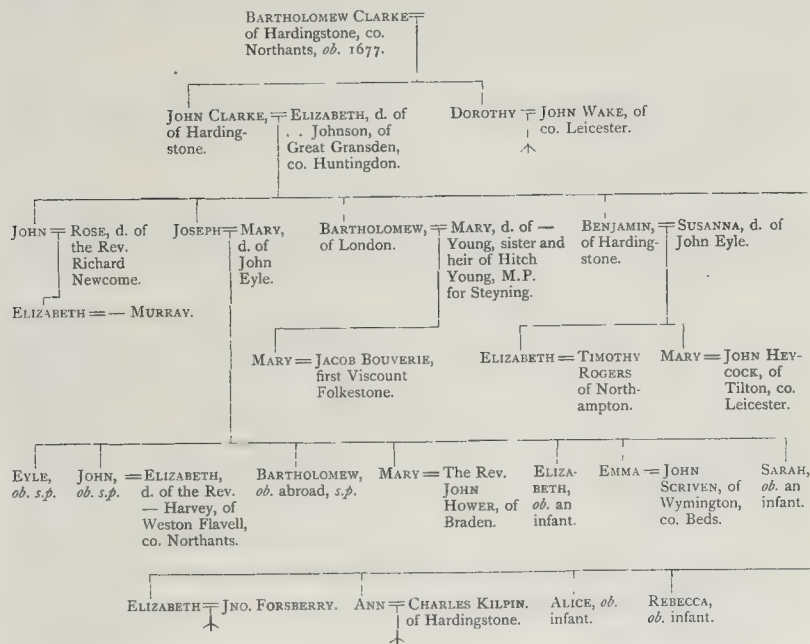 BARTHOLOMEW CLARKE
of Hardingstone, co.
Northants, ob. 1677.
JOHN CLARKE,
of Harding-
stone.
ELIZABETH, d. of
. . Johnson, of
Great Gransden,
co. Huntingdon.
DOROTHY
JOHN WAKE, of
co. Leicester.
JOHN
ROSE, d. of
the Rev.
Richard
Newcome.
JOSEPH
MARY,
d. of
John
Eyle.
BARTHOLOMEW,
of London.
MARY, d. of —
Young, sister and
heir of Hitch
Young, M.P.
for Steyning.
BENJAMIN,
of Harding-
stone.
SUSANNA, d. of
John Eyle.
ELIZABETH = — MURRAY.
MARY = JACOB BOUVERIE,
first Viscount
Folkestone.
ELIZABETH = TIMOTHY
ROGERS
of North-
ampton.
MARY = JOHN HEY-
COCK, of
Tilton, co.
Leicester.
EYLE,
ob. s.p.
JOHN,
ob. s.p.
= ELIZABETH,
d. of the Rev.
— Harvey, of
Weston Flavell,
co. Northants.
BARTHOLOMEW,
ob. abroad, s.p.
MARY = The Rev.
JOHN
HOWER, of
Braden.
ELIZA-
BETH,
ob. an
infant.
EMMA = JOHN
SCRIVEN, of
Wymington,
co. Beds.
SARAH,
ob. an
infant.
ELIZABETH
JNO. FORSBERRY.
ANN
CHARLES KILPIN.
of Hardingstone.
ALICE, ob.
infant.
REBECCA,
ob. infant.